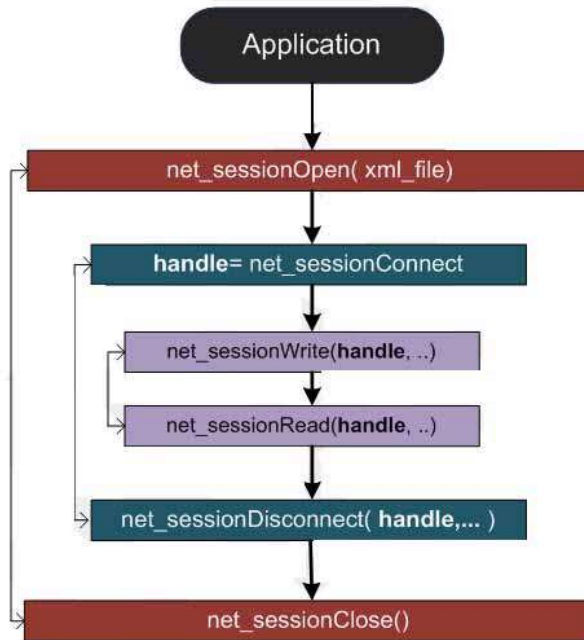 Application
net_sessionOpen( xml_file)
handle= net_sessionConnect
net_sessionWrite(handle, ..)
net_sessionRead(handle, ..)
net_sessionDisconnect( handle,... )
net_sessionClose()